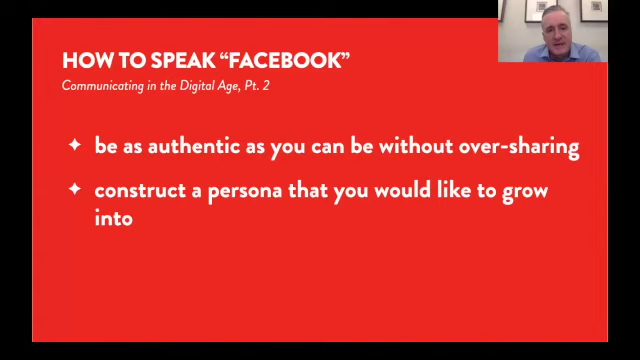 HOW TO SPEAK “FACEBOOK”
Communicating in the Digital Age, Pt. 2
be as authentic as you can be without over-sharing
construct a persona that you would like to grow
into